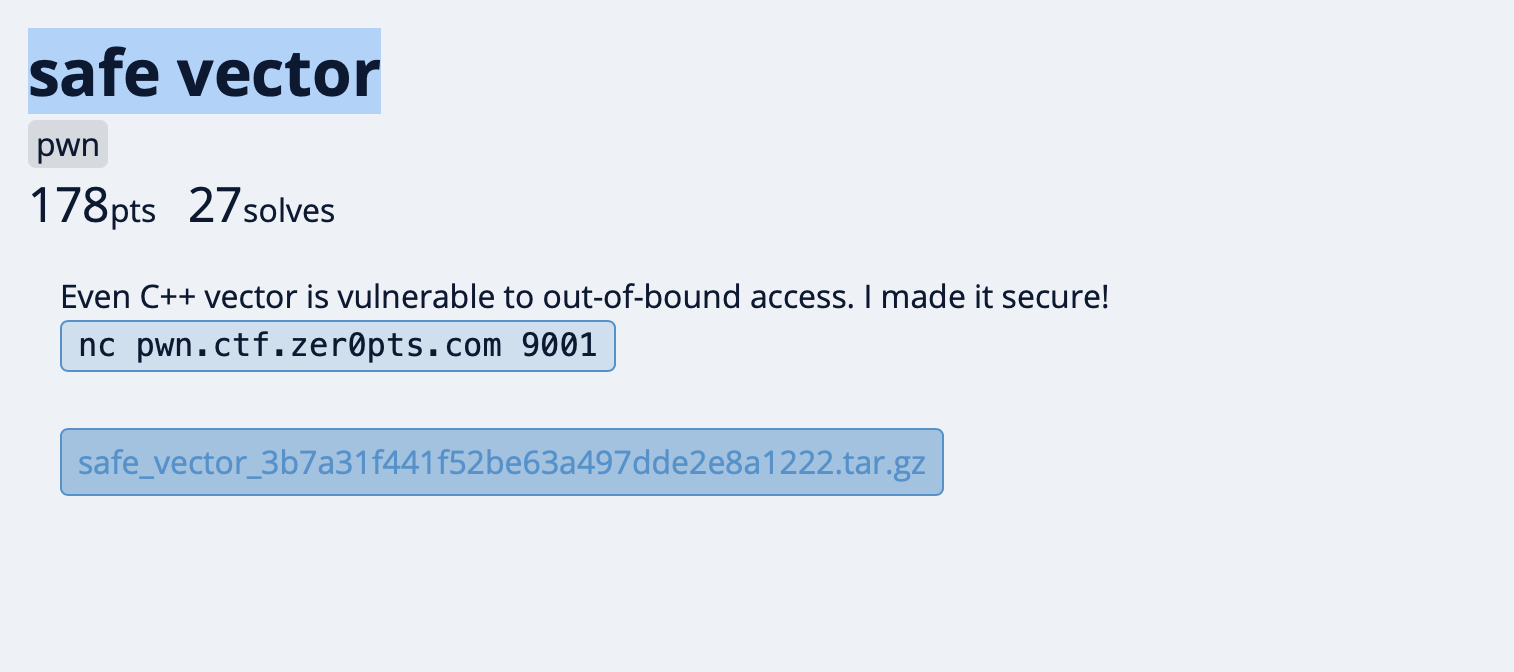 safe vector
pwn
178pts 27solves
Even C++ vector is vulnerable to out-of-bound access. I made it secure!
nc pwn.ctf.zer0pts.com 9001
safe_vector_3b7a31f441f52be63a497dde2e8a1222.tar.gz